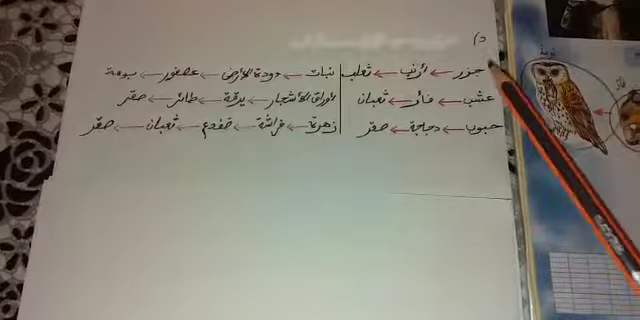 د)
جزر ← أرنب ← ثعلب | نبات ← دودة الأرض ← عصفور ← بومة
عشب ← فأر ← ثعبان | أوراق الأشجار ← يرقة ← طائر ← صقر
حبوب ← دجاجة ← صقر | زهرة ← فراشة ← ضفدع ← ثعبان ← صقر